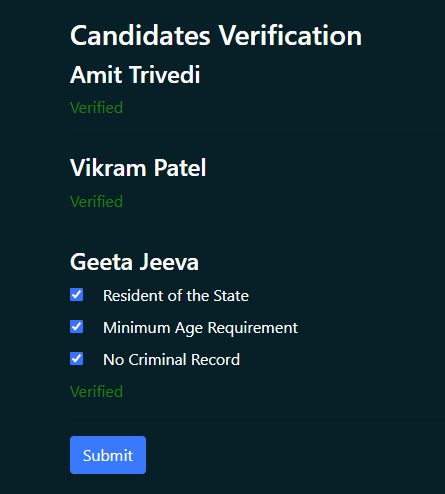 Candidates Verification
Amit Trivedi
Verified
Vikram Patel
Verified
Geeta Jeeva
Resident of the State
Minimum Age Requirement
No Criminal Record
Verified
Submit